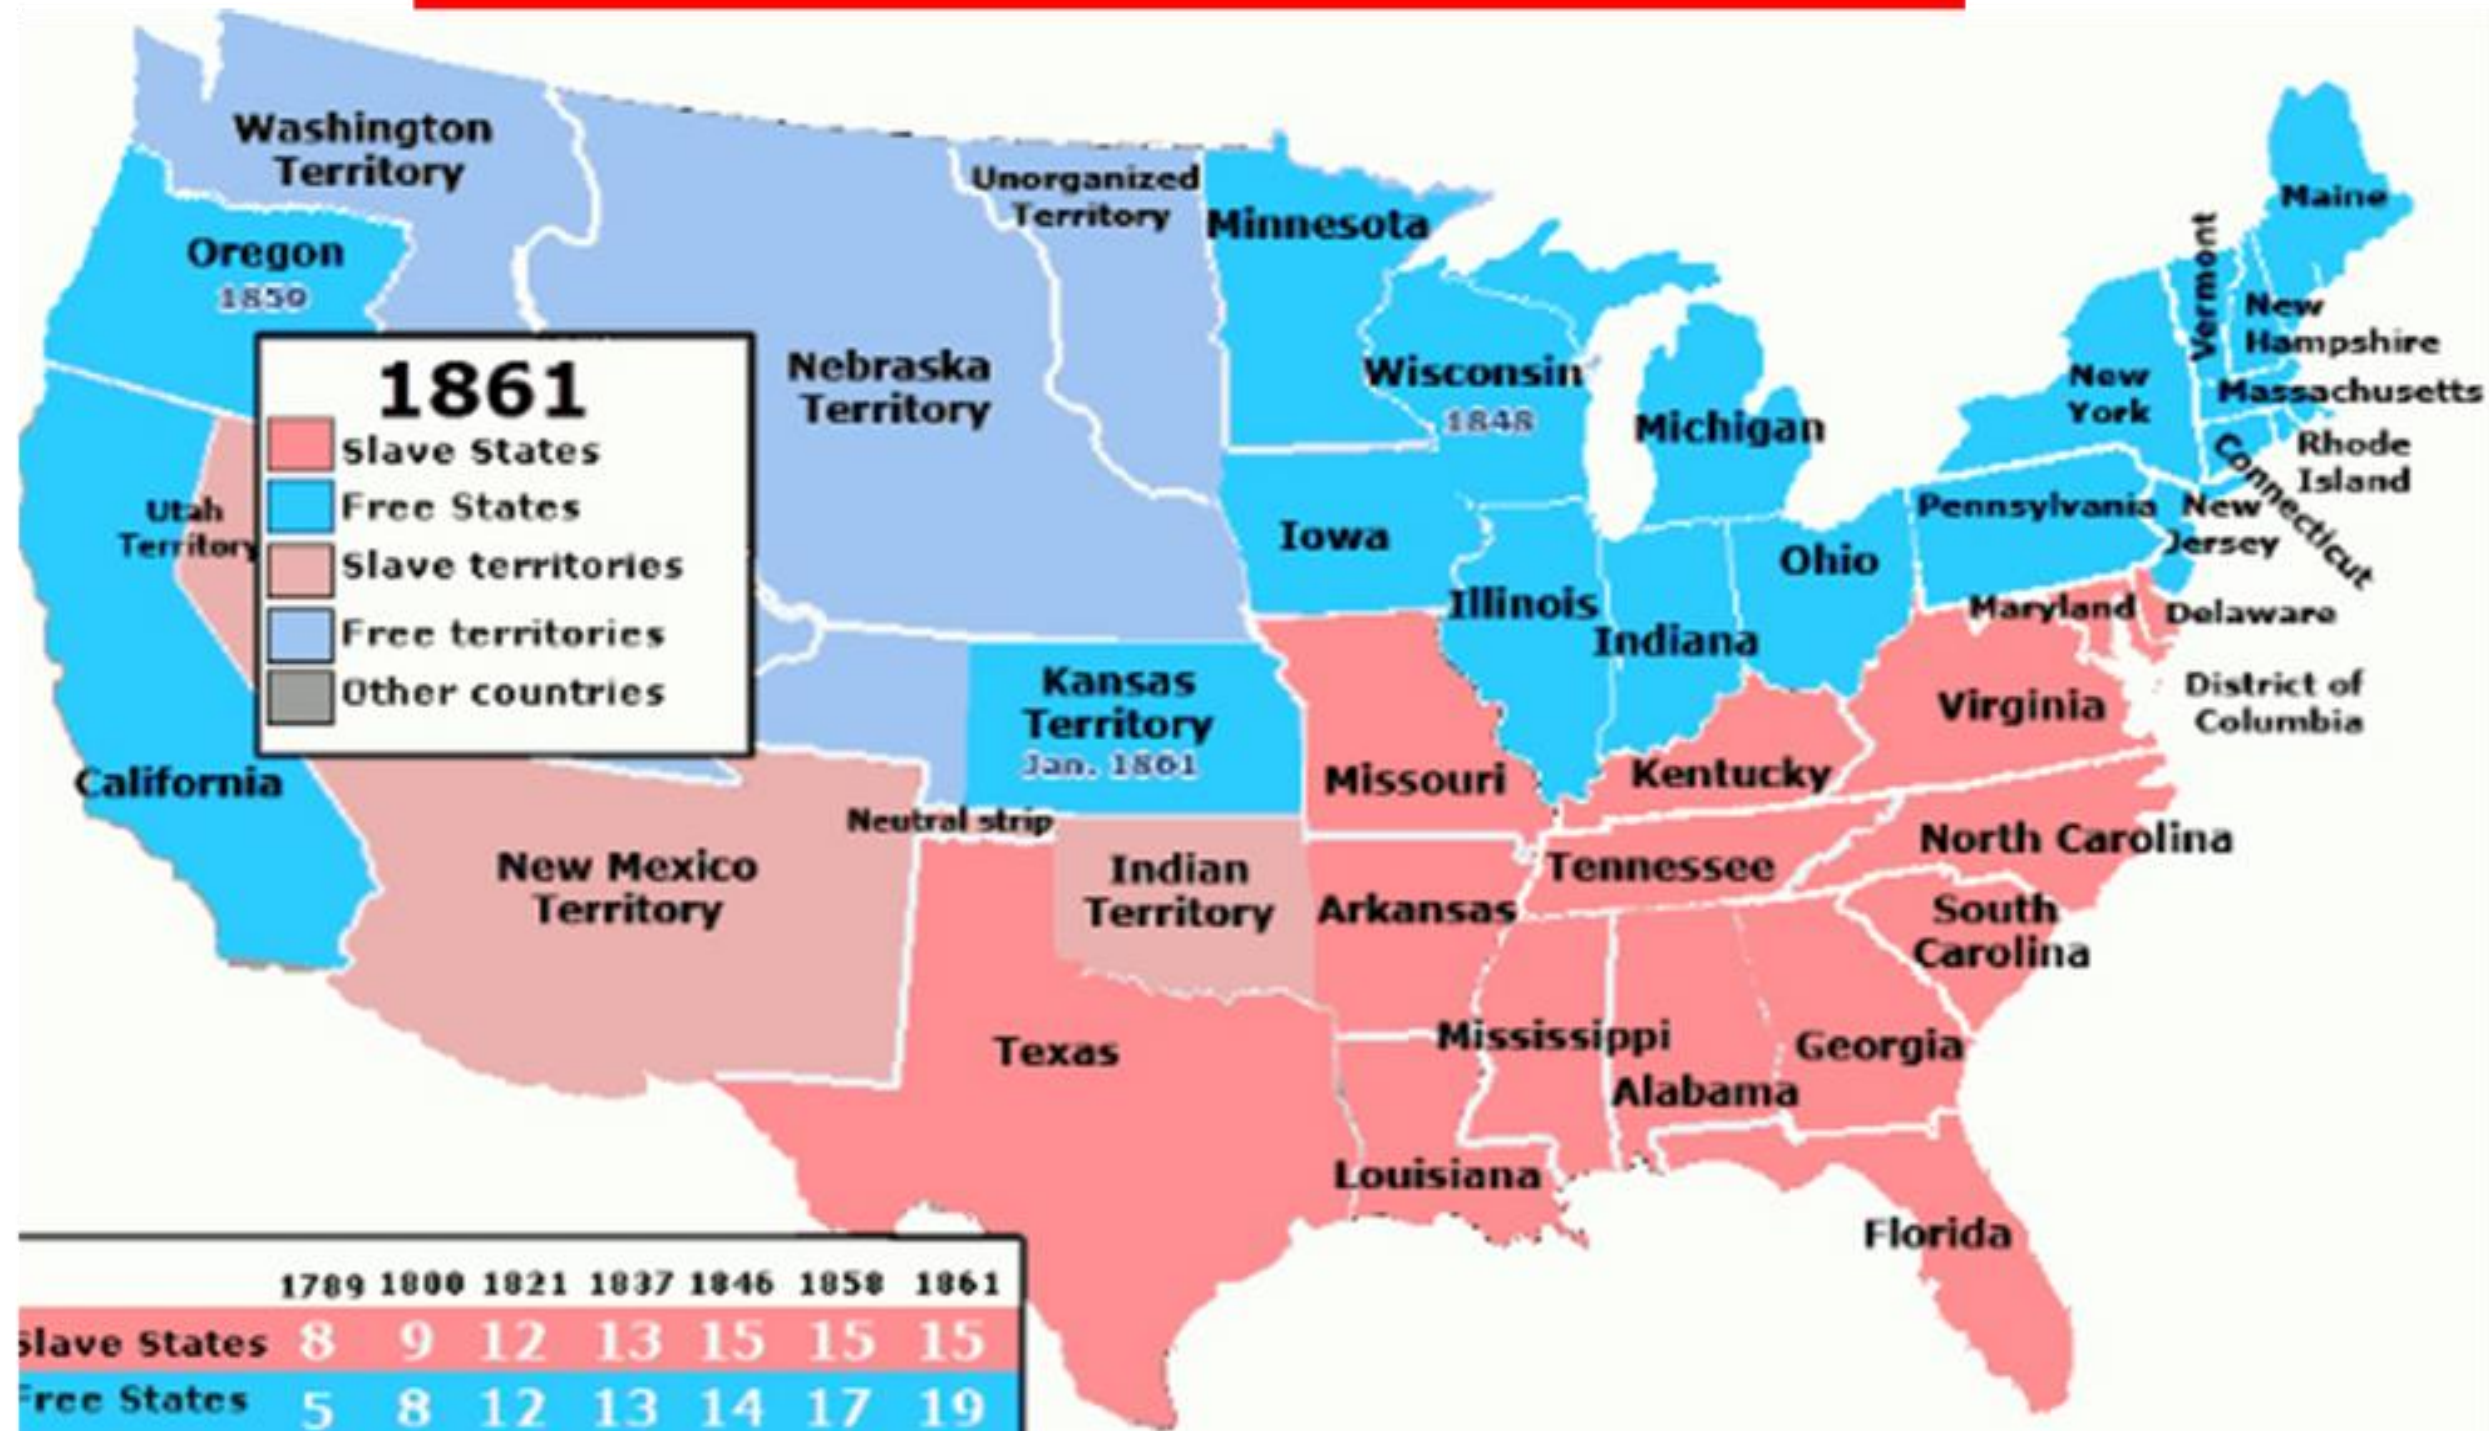 Washington
Territory
Unorganized
Territory
Minnesota
Maine
Oregon
1859
Vermont
New
Hampshire
Nebraska
Territory
Wisconsin
1848
Michigan
New
York
Massachusetts
Rhode
Island
Connecticut
1861
Slave States
Free States
Slave territories
Free territories
Other countries
Utah
Territory
Iowa
Illinois
Indiana
Ohio
Pennsylvania
New
Jersey
Maryland
Delaware
District of
Columbia
Virginia
Kansas
Territory
Jan. 1861
Missouri
Kentucky
California
Neutral strip
New Mexico
Territory
Indian
Territory
Arkansas
Tennessee
North Carolina
South
Carolina
Texas
Mississippi
Alabama
Georgia
Louisiana
Florida
1789 1800 1821 1837 1846 1858 1861
Slave States 8 9 12 13 15 15 15
Free States 5 8 12 13 14 17 19